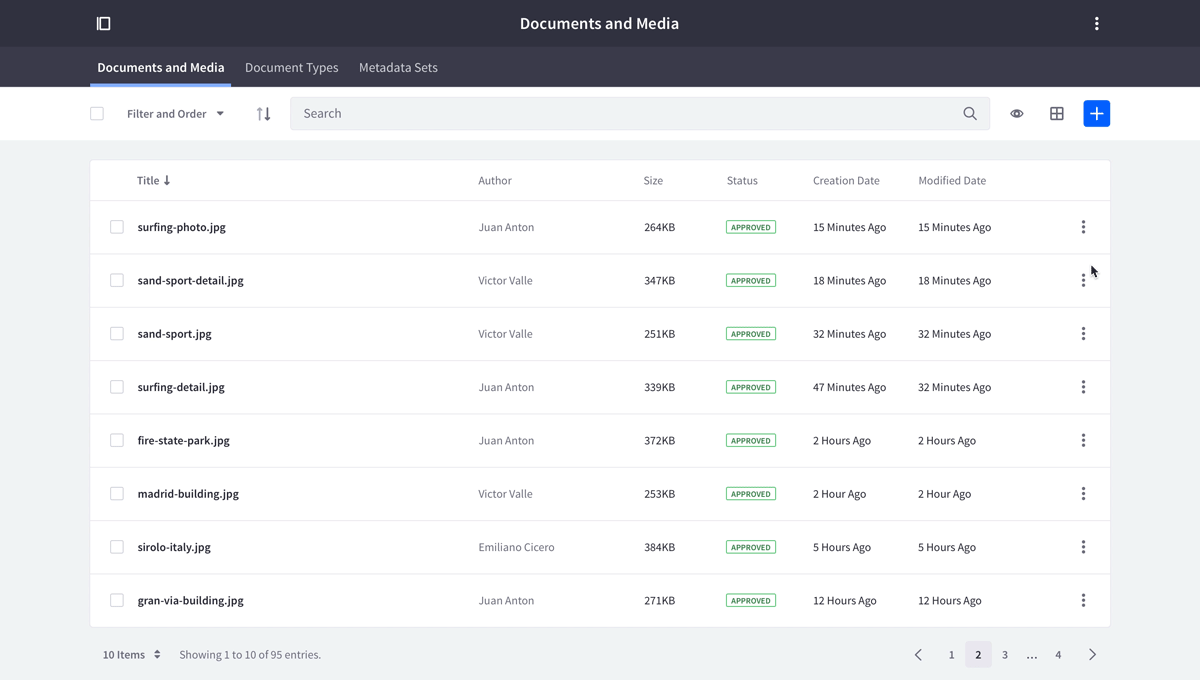 Documents and Media
Documents and Media Document Types Metadata Sets
Filter and Order Search
Title Author Size Status Creation Date Modified Date
surfing-photo.jpg Juan Anton 264KB APPROVED 15 Minutes Ago 15 Minutes Ago
sand-sport-detail.jpg Victor Valle 347KB APPROVED 18 Minutes Ago 18 Minutes Ago
sand-sport.jpg Victor Valle 251KB APPROVED 32 Minutes Ago 32 Minutes Ago
surfing-detail.jpg Juan Anton 339KB APPROVED 47 Minutes Ago 32 Minutes Ago
fire-state-park.jpg Juan Anton 372KB APPROVED 2 Hours Ago 2 Hours Ago
madrid-building.jpg Victor Valle 253KB APPROVED 2 Hour Ago 2 Hour Ago
sirolo-italy.jpg Emiliano Cicero 384KB APPROVED 5 Hours Ago 5 Hours Ago
gran-via-building.jpg Juan Anton 271KB APPROVED 12 Hours Ago 12 Hours Ago
10 Items Showing 1 to 10 of 95 entries. 1 2 3 ... 4